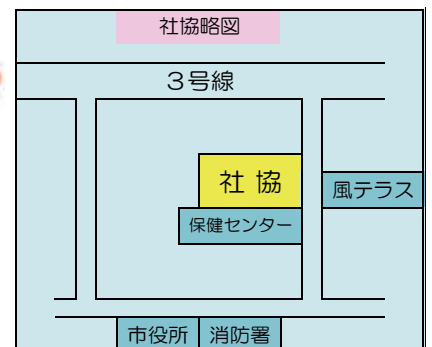 社協略図
３号線
社 協
風テラス
保健センター
市役所
消防署